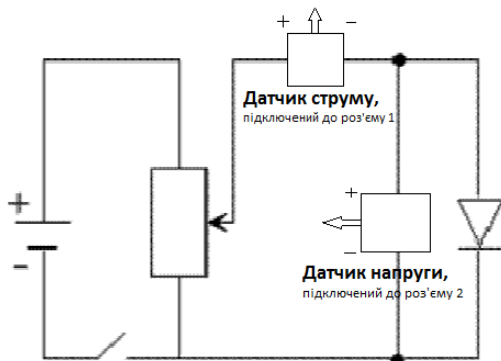 + -
Датчик струму,
підключений до роз'єму 1
+
+
-
-
Датчик напруги,
підключений до роз'єму 2